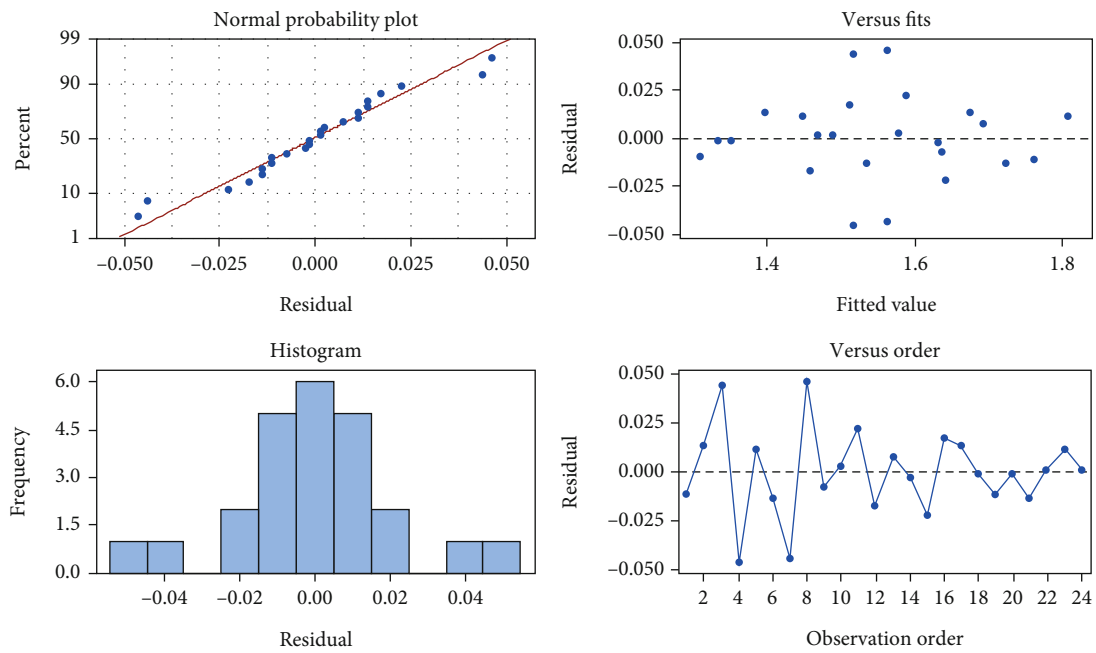 Normal probability plot
Percent
99
90
50
10
1
−0.050 −0.025 0.000 0.025 0.050
Residual
Versus fits
Residual
0.050
0.025
0.000
−0.025
−0.050
1.4 1.6 1.8
Fitted value
Histogram
Frequency
6.0
4.5
3.0
1.5
0.0
−0.04 −0.02 0.00 0.02 0.04
Residual
Versus order
Residual
0.050
0.025
0.000
−0.025
−0.050
2 4 6 8 10 12 14 16 18 20 22 24
Observation order